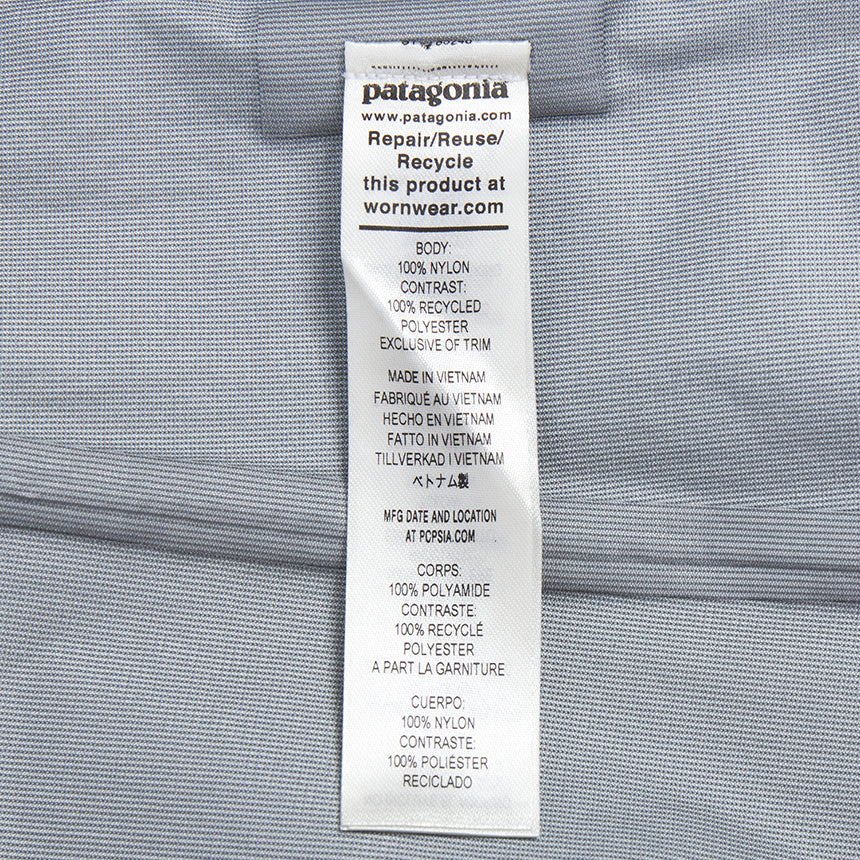 patagonia
www.patagonia.com
Repair/Reuse/
Recycle
this product at
wornwear.com
BODY:
100% NYLON
CONTRAST:
100% RECYCLED
POLYESTER
EXCLUSIVE OF TRIM
MADE IN VIETNAM
FABRIQUÉ AU VIETNAM
HECHO EN VIETNAM
FATTO IN VIETNAM
TILLVERKAD I VIETNAM
ベトナム製
MFG DATE AND LOCATION
AT PCPSIA.COM
CORPS:
100% POLYAMIDE
CONTRASTE:
100% RECYCLÉ
POLYESTER
A PART LA GARNITURE
CUERPO:
100% NYLON
CONTRASTE:
100% POLIÉSTER
RECICLADO